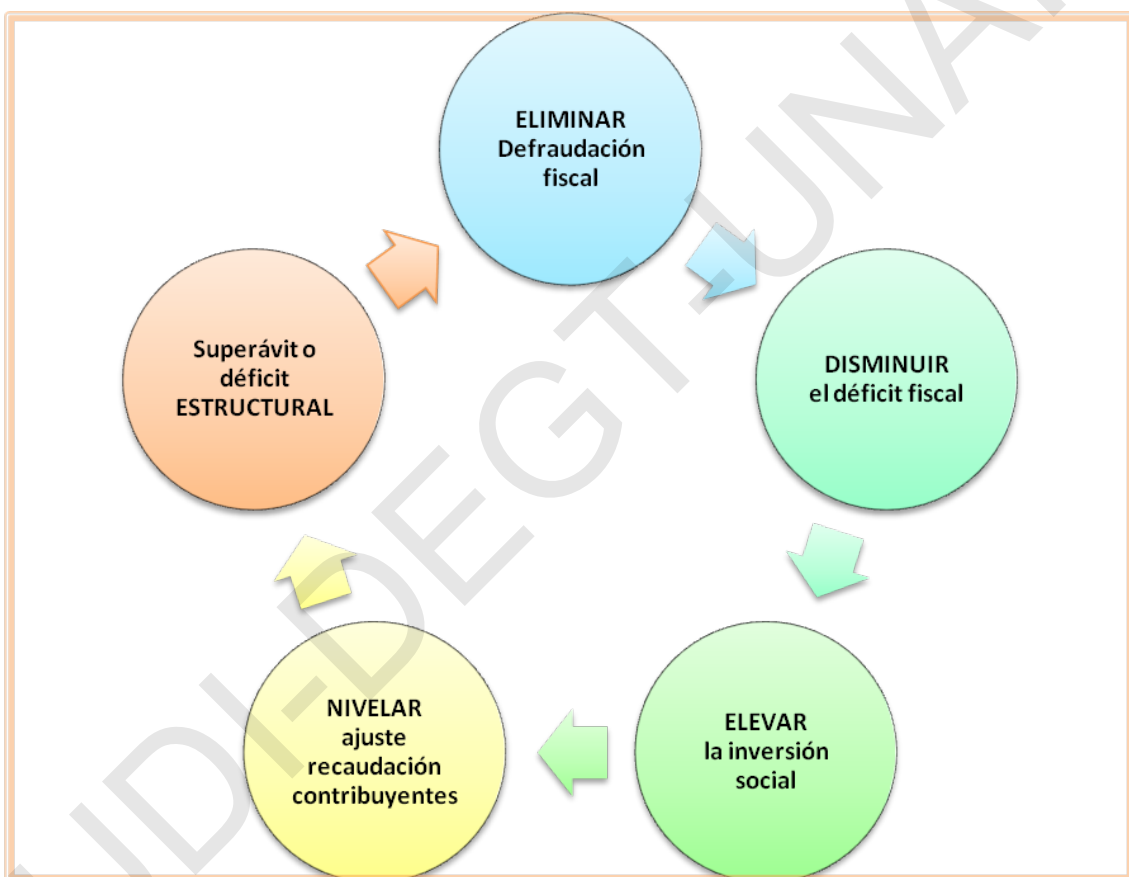 ELIMINAR
Defraudación
fiscal
DISMINUIR
el déficit fiscal
ELEVAR
la inversión
social
NIVELAR
ajuste
recaudación
contribuyentes
Superávit o
déficit
ESTRUCTURAL
UDI-DEGT-UNA